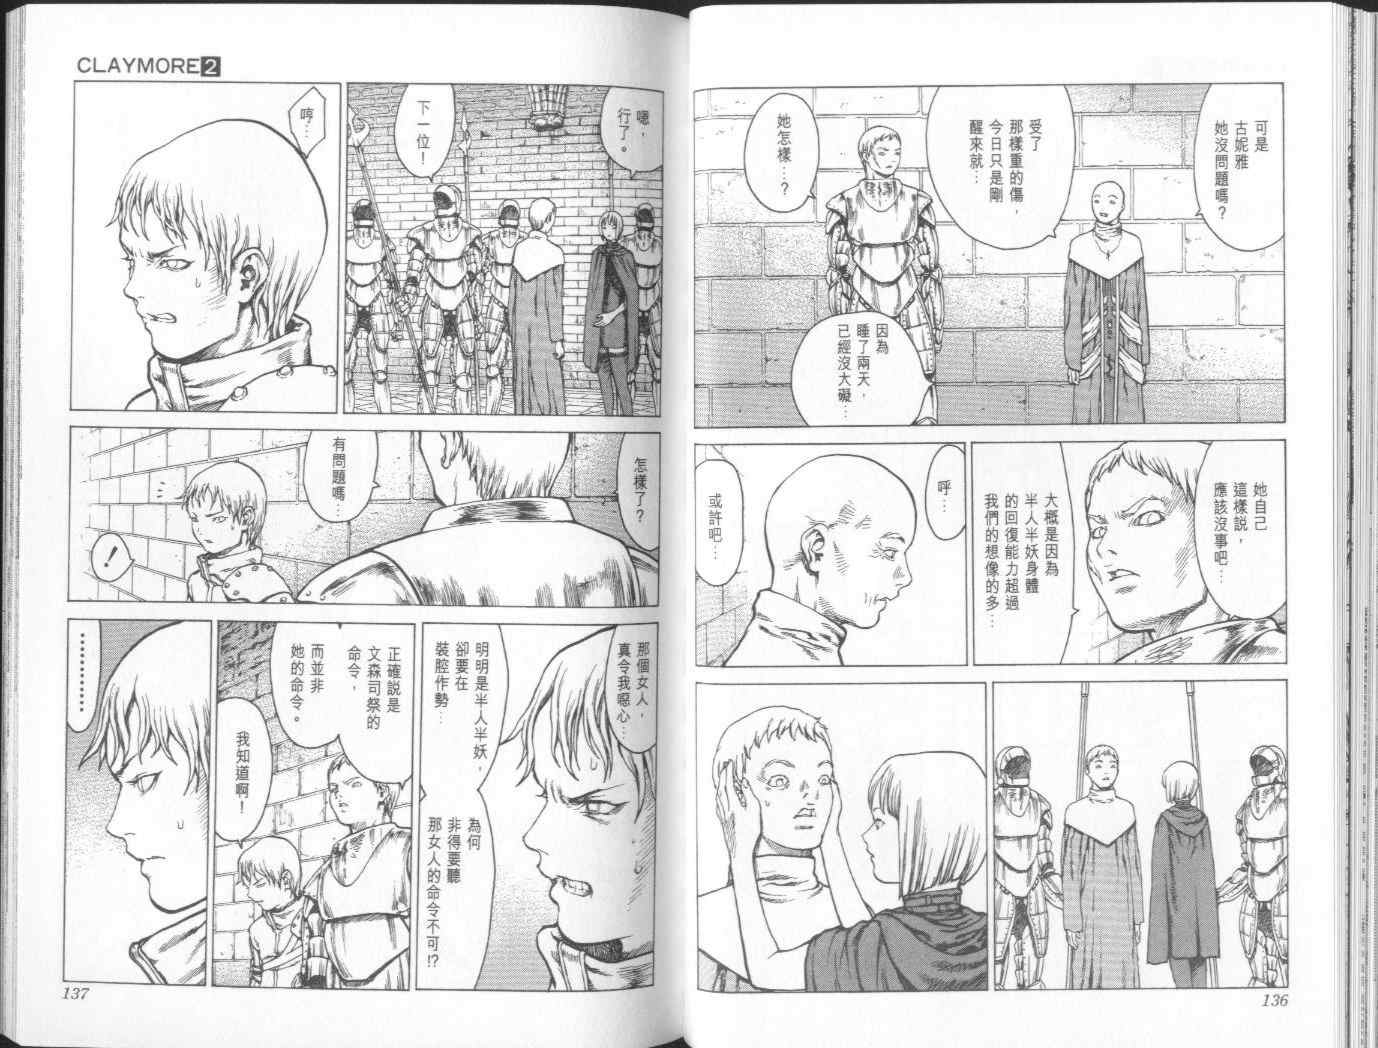 可是
古妮雅
她沒問題嗎？
受了
那樣重的傷，
今日只是剛
醒來就…
她怎樣…？
因為
睡了兩天，
已經沒大礙…
她自己
這樣說，
應該沒事吧…
大概是因為
半人半妖身體
的回復能力超過
我們的想像的多…
呼…
或許吧…
136
CLAYMORE2
嗯，
行了。
下一位！
哼…
怎樣了？
有問題嗎…
！
那個女人，
真令我噁心…
明明是半人半妖，
卻要在
裝腔作勢…
為何
非得要聽
那女人的命令不可!?
正確說是
文森司祭的
命令，
而並非
她的命令。
我知道啊！
…………
137